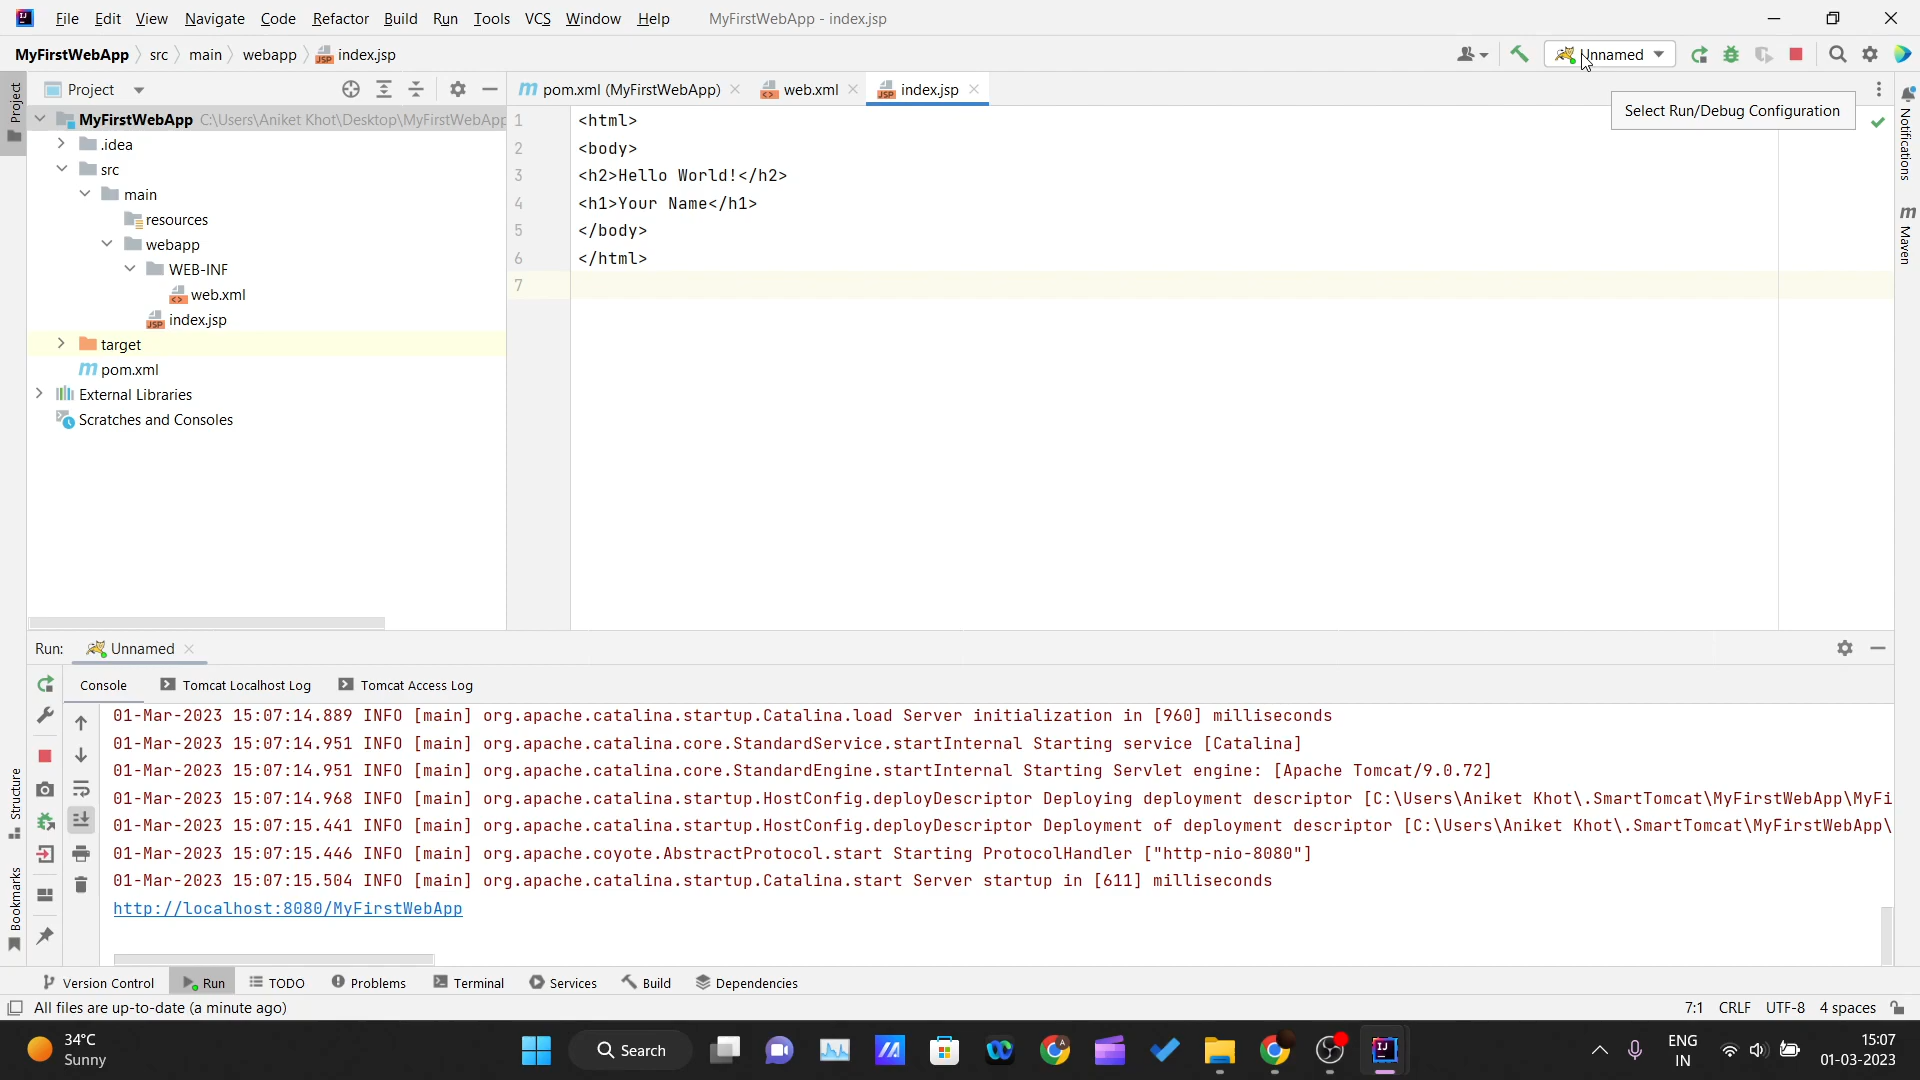 File Edit View Navigate Code Refactor Build Run Tools VCS Window Help MyFirstWebApp - index.jsp
MyFirstWebApp src main webapp index.jsp Unnamed
Project pom.xml (MyFirstWebApp) web.xml index.jsp
Select Run/Debug Configuration
MyFirstWebApp C:\Users\Aniket Khot\Desktop\MyFirstWebApp
.idea
src
main
resources
webapp
WEB-INF
web.xml
index.jsp
target
pom.xml
External Libraries
Scratches and Consoles
1 <html>
2 <body>
3 <h2>Hello World!</h2>
4 <h1>Your Name</h1>
5 </body>
6 </html>
7
Project
Structure
Bookmarks
Notifications
Maven
Run: Unnamed
Console Tomcat Localhost Log Tomcat Access Log
01-Mar-2023 15:07:14.889 INFO [main] org.apache.catalina.startup.Catalina.load Server initialization in [960] milliseconds
01-Mar-2023 15:07:14.951 INFO [main] org.apache.catalina.core.StandardService.startInternal Starting service [Catalina]
01-Mar-2023 15:07:14.951 INFO [main] org.apache.catalina.core.StandardEngine.startInternal Starting Servlet engine: [Apache Tomcat/9.0.72]
01-Mar-2023 15:07:14.968 INFO [main] org.apache.catalina.startup.HostConfig.deployDescriptor Deploying deployment descriptor [C:\Users\Aniket Khot\.SmartTomcat\MyFirstWebApp\MyFi
01-Mar-2023 15:07:15.441 INFO [main] org.apache.catalina.startup.HostConfig.deployDescriptor Deployment of deployment descriptor [C:\Users\Aniket Khot\.SmartTomcat\MyFirstWebApp\
01-Mar-2023 15:07:15.446 INFO [main] org.apache.coyote.AbstractProtocol.start Starting ProtocolHandler ["http-nio-8080"]
01-Mar-2023 15:07:15.504 INFO [main] org.apache.catalina.startup.Catalina.start Server startup in [611] milliseconds
http://localhost:8080/MyFirstWebApp
Version Control Run TODO Problems Terminal Services Build Dependencies
All files are up-to-date (a minute ago) 7:1 CRLF UTF-8 4 spaces
34°C
Sunny
Search
ENG
IN
15:07
01-03-2023